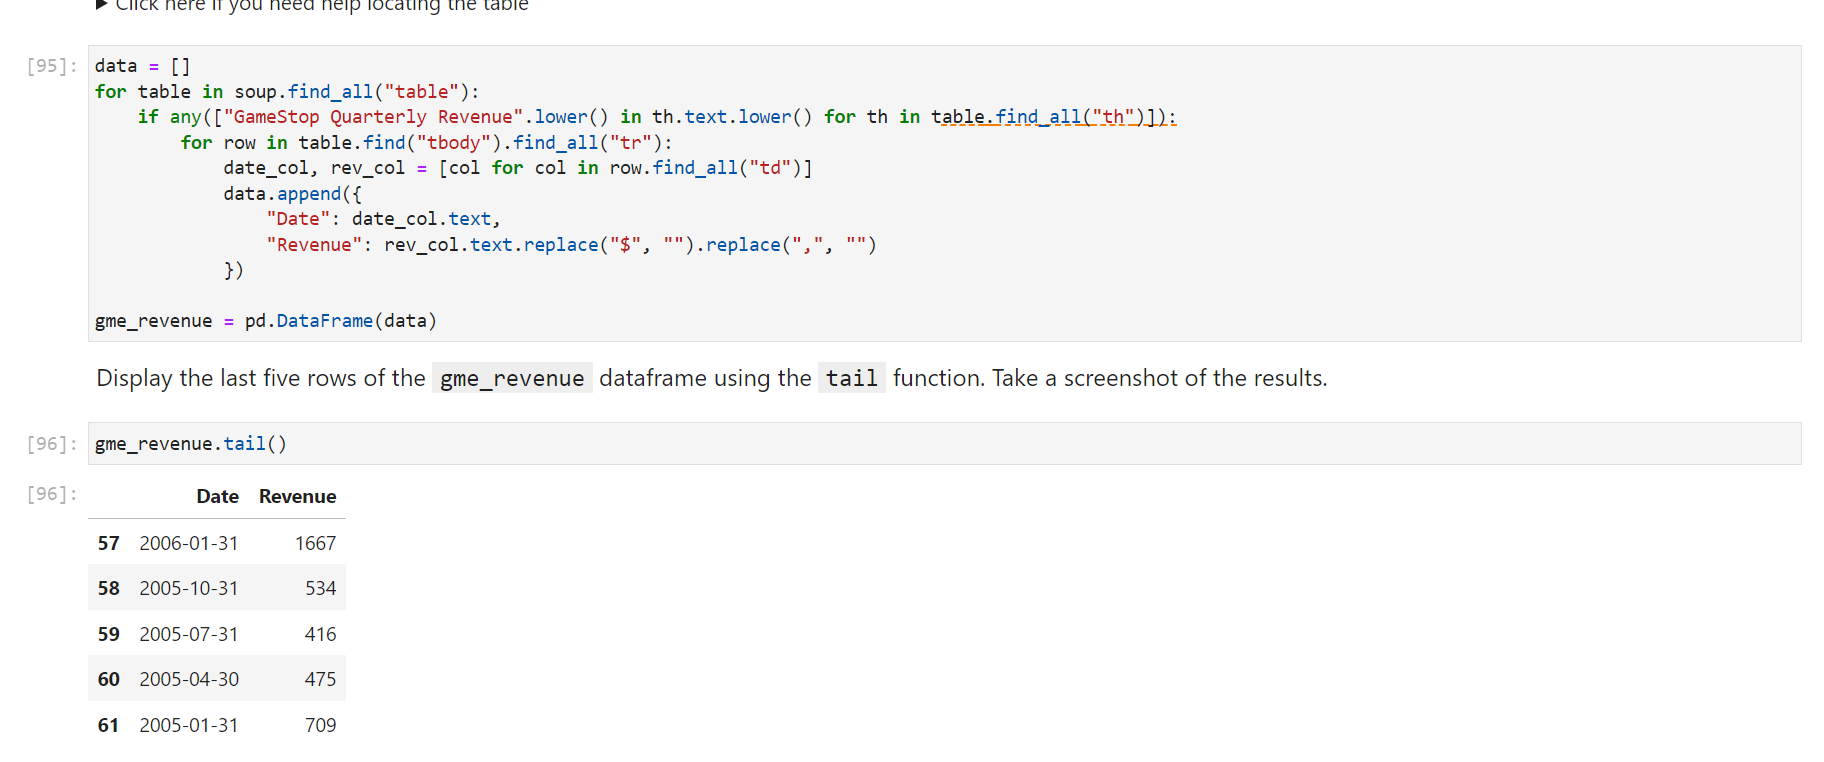 ▶ Click here if you need help locating the table
[95]: data = []
for table in soup.find_all("table"):
    if any(["GameStop Quarterly Revenue".lower() in th.text.lower() for th in table.find_all("th")]):
        for row in table.find("tbody").find_all("tr"):
            date_col, rev_col = [col for col in row.find_all("td")]
            data.append({
                "Date": date_col.text,
                "Revenue": rev_col.text.replace("$", "").replace(",", "")
            })
gme_revenue = pd.DataFrame(data)
Display the last five rows of the gme_revenue dataframe using the tail function. Take a screenshot of the results.
[96]: gme_revenue.tail()
[96]: Date Revenue
57 2006-01-31 1667
58 2005-10-31 534
59 2005-07-31 416
60 2005-04-30 475
61 2005-01-31 709